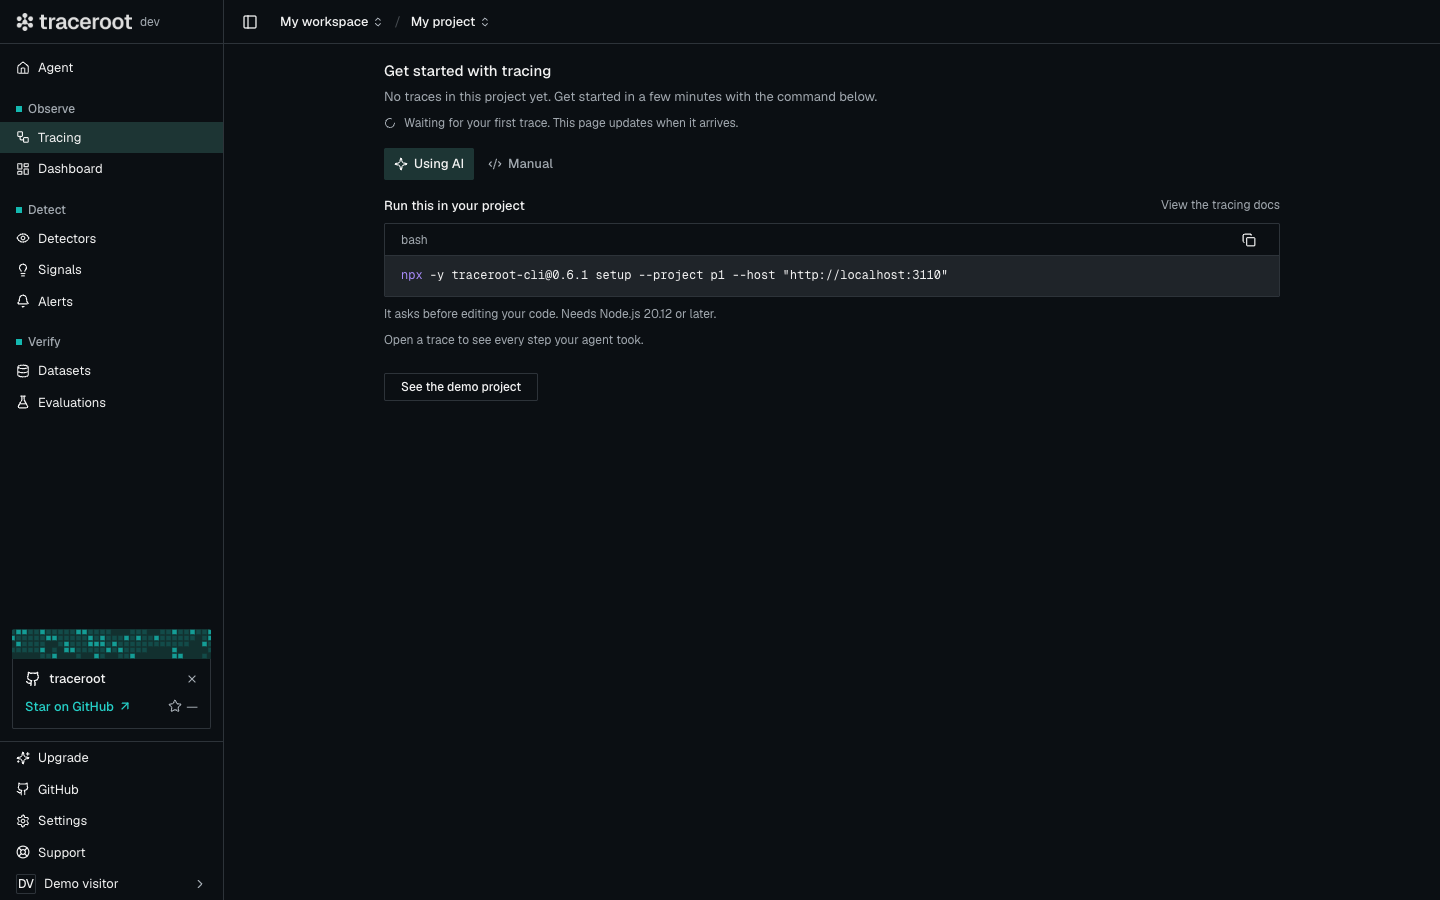 traceroot dev
My workspace / My project
Agent
Observe
Tracing
Dashboard
Detect
Detectors
Signals
Alerts
Verify
Datasets
Evaluations
traceroot
Star on GitHub
Upgrade
GitHub
Settings
Support
DV Demo visitor
Get started with tracing
No traces in this project yet. Get started in a few minutes with the command below.
Waiting for your first trace. This page updates when it arrives.
Using AI
Manual
Run this in your project
View the tracing docs
bash
npx -y traceroot-cli@0.6.1 setup --project p1 --host "http://localhost:3110"
It asks before editing your code. Needs Node.js 20.12 or later.
Open a trace to see every step your agent took.
See the demo project